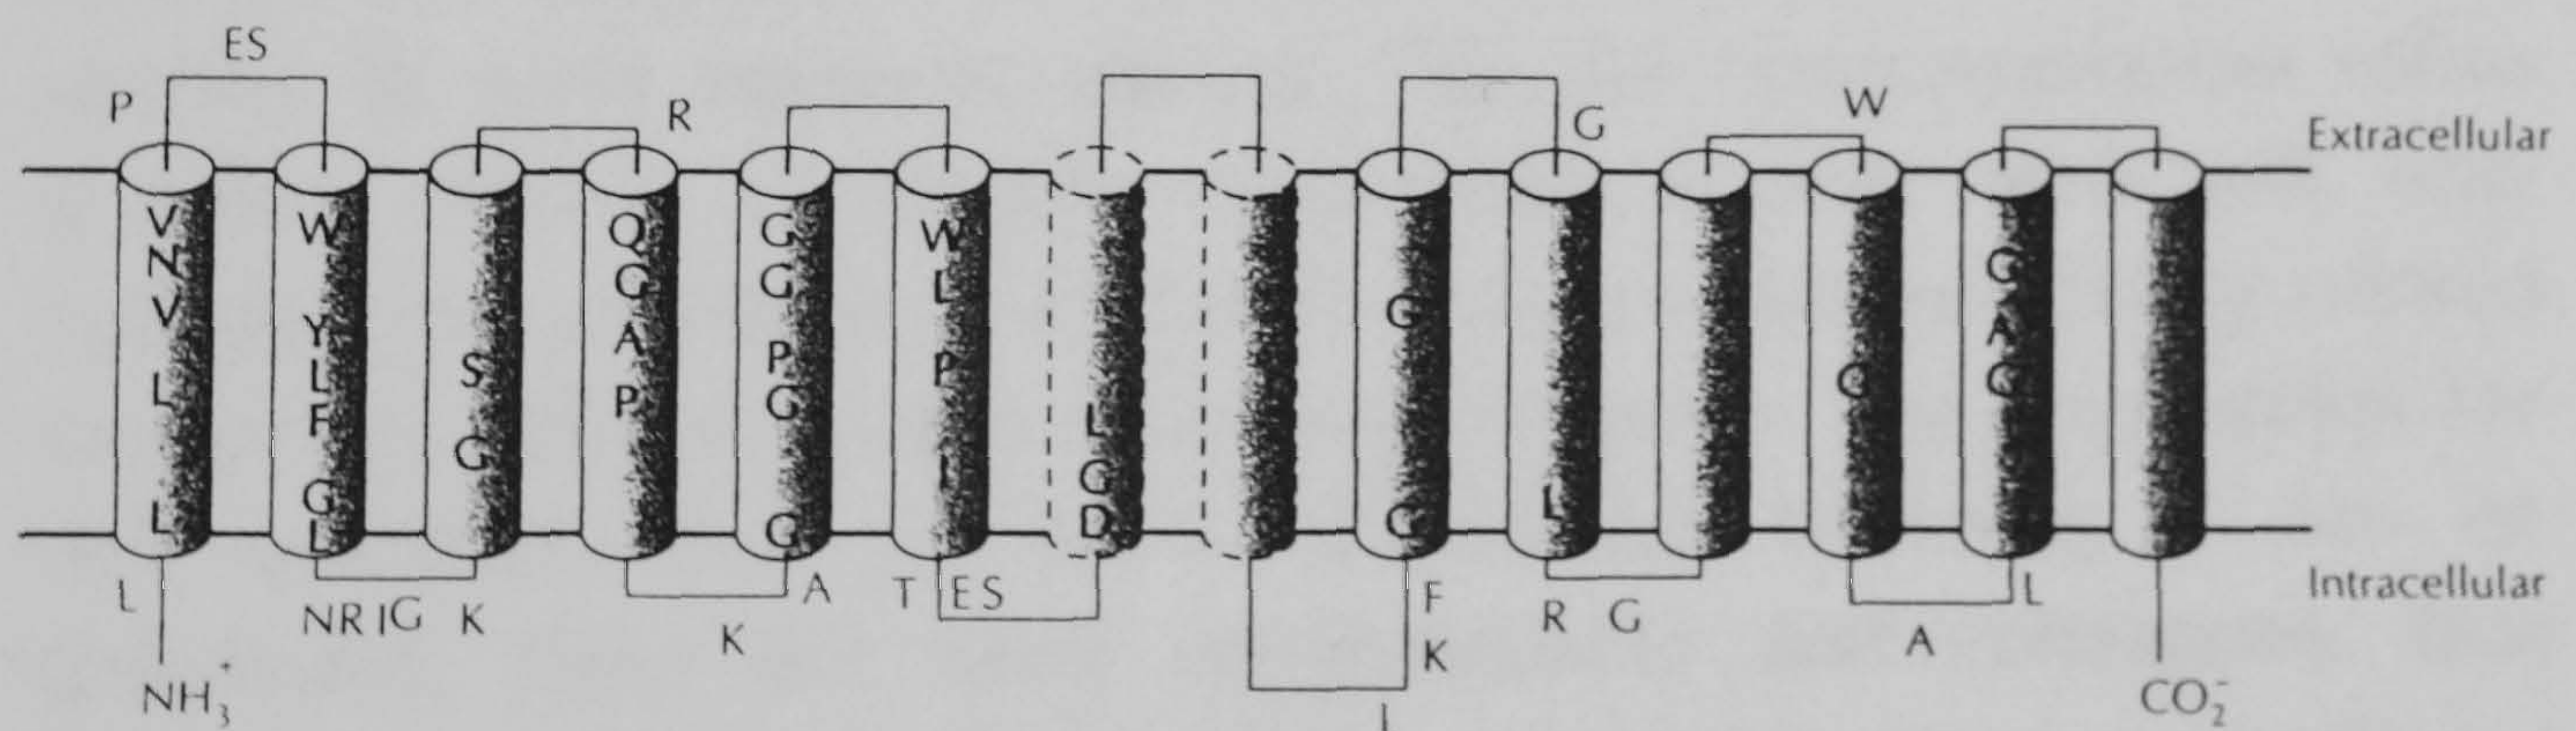 ES
P
R
G
W
Extracellular
V
N
V
L
L
W
Y
L
F
G
L
S
G
Q
G
A
P
G
G
P
G
G
W
L
P
L
G
D
G
G
L
G
G
A
G
L
NRIG K
K
A
T
ES
F
K
R G
A
L
Intracellular
NH₃⁺
CO₂⁻